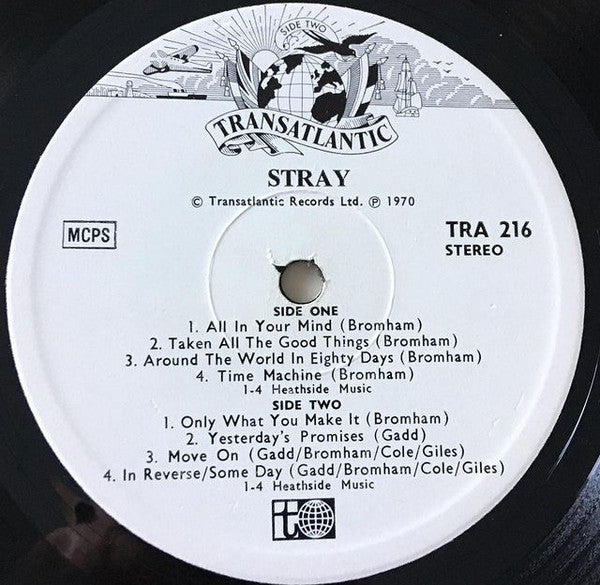 SIDE TWO
TRANSATLANTIC
STRAY
© Transatlantic Records Ltd. ℗ 1970
MCPS
TRA 216
STEREO
SIDE ONE
1. All In Your Mind (Bromham)
2. Taken All The Good Things (Bromham)
3. Around The World In Eighty Days (Bromham)
4. Time Machine (Bromham)
1-4 Heathside Music
SIDE TWO
1. Only What You Make It (Bromham)
2. Yesterday's Promises (Gadd)
3. Move On (Gadd/Bromham/Cole/Giles)
4. In Reverse/Some Day (Gadd/Bromham/Cole/Giles)
1-4 Heathside Music
t